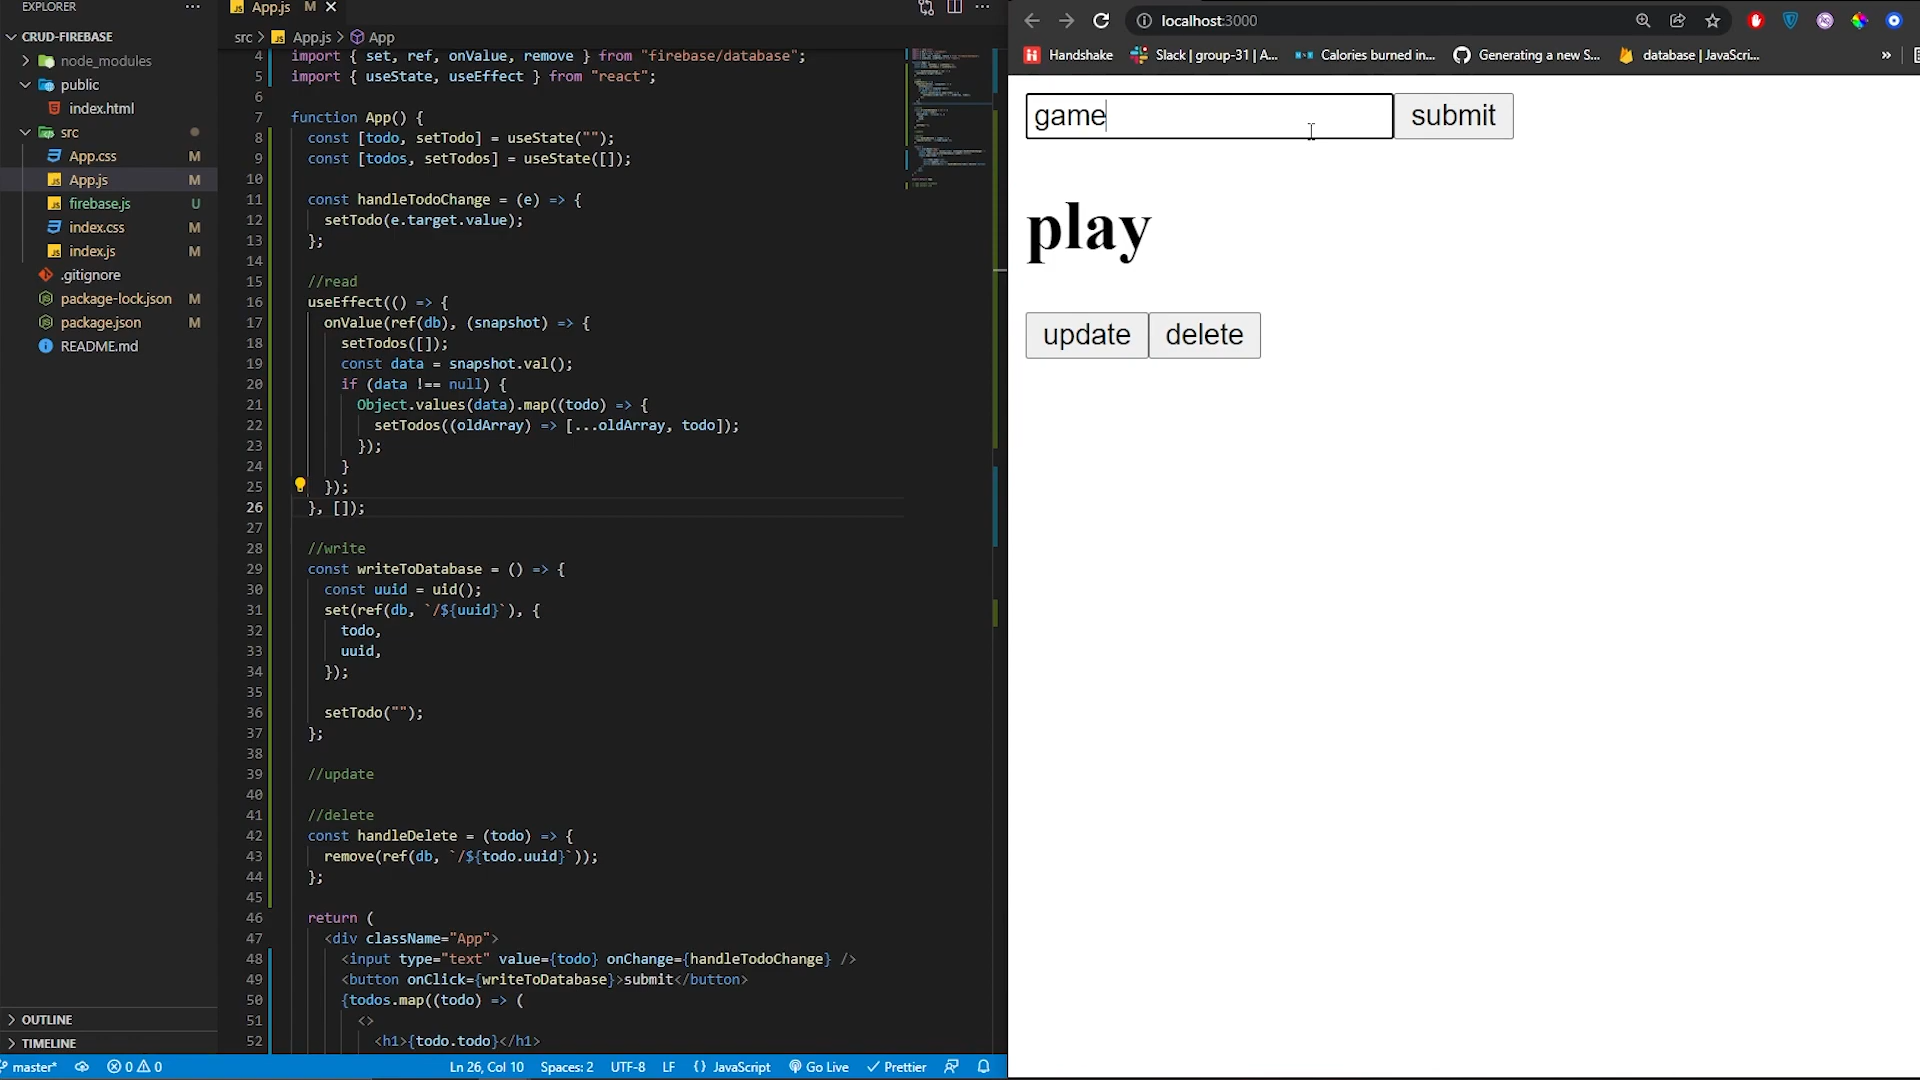 EXPLORER
CRUD-FIREBASE
node_modules
public
index.html
src
App.css M
App.js M
firebase.js U
index.css M
index.js M
.gitignore
package-lock.json M
package.json M
README.md
OUTLINE
TIMELINE
App.js M
src > App.js > App
4 import { set, ref, onValue, remove } from "firebase/database";
5 import { useState, useEffect } from "react";
6
7 function App() {
8 const [todo, setTodo] = useState("");
9 const [todos, setTodos] = useState([]);
10
11 const handleTodoChange = (e) => {
12 setTodo(e.target.value);
13 };
14
15 //read
16 useEffect(() => {
17 onValue(ref(db), (snapshot) => {
18 setTodos([]);
19 const data = snapshot.val();
20 if (data !== null) {
21 Object.values(data).map((todo) => {
22 setTodos((oldArray) => [...oldArray, todo]);
23 });
24 }
25 });
26 }, []);
27
28 //write
29 const writeToDatabase = () => {
30 const uuid = uid();
31 set(ref(db, `/${uuid}`), {
32 todo,
33 uuid,
34 });
35
36 setTodo("");
37 };
38
39 //update
40
41 //delete
42 const handleDelete = (todo) => {
43 remove(ref(db, `/${todo.uuid}`));
44 };
45
46 return (
47 <div className="App">
48 <input type="text" value={todo} onChange={handleTodoChange} />
49 <button onClick={writeToDatabase}>submit</button>
50 {todos.map((todo) => (
51 <>
52 <h1>{todo.todo}</h1>
master* 0 0 Ln 26, Col 10 Spaces: 2 UTF-8 LF {} JavaScript Go Live Prettier
localhost:3000
Handshake Slack | group-31 | A... Calories burned in... Generating a new S... database | JavaScri... »
game submit
play
update delete